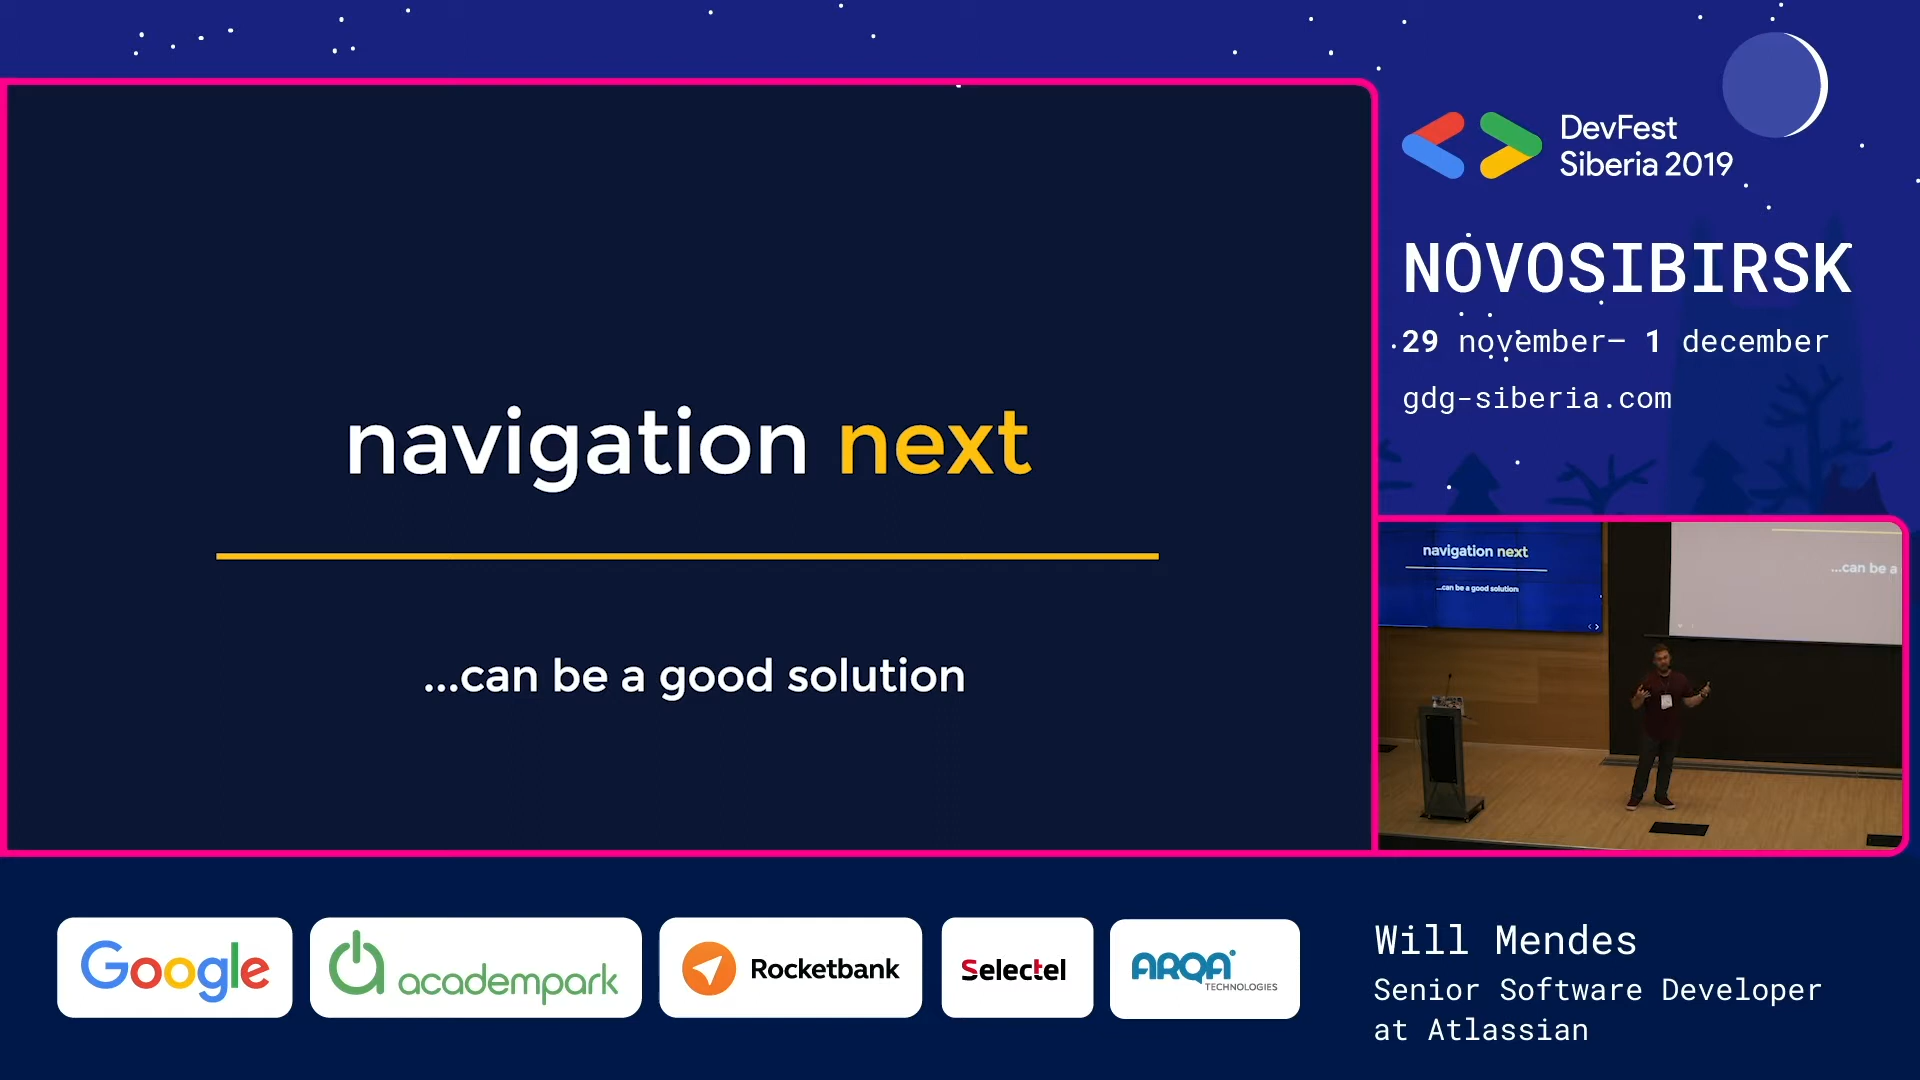 navigation next
...can be a good solution
DevFest
Siberia 2019
NOVOSIBIRSK
29 november— 1 december
gdg-siberia.com
navigation next
...can be a good solution
...can be a
Google
academpark
Rocketbank
Selectel
ARQA
TECHNOLOGIES
Will Mendes
Senior Software Developer
at Atlassian